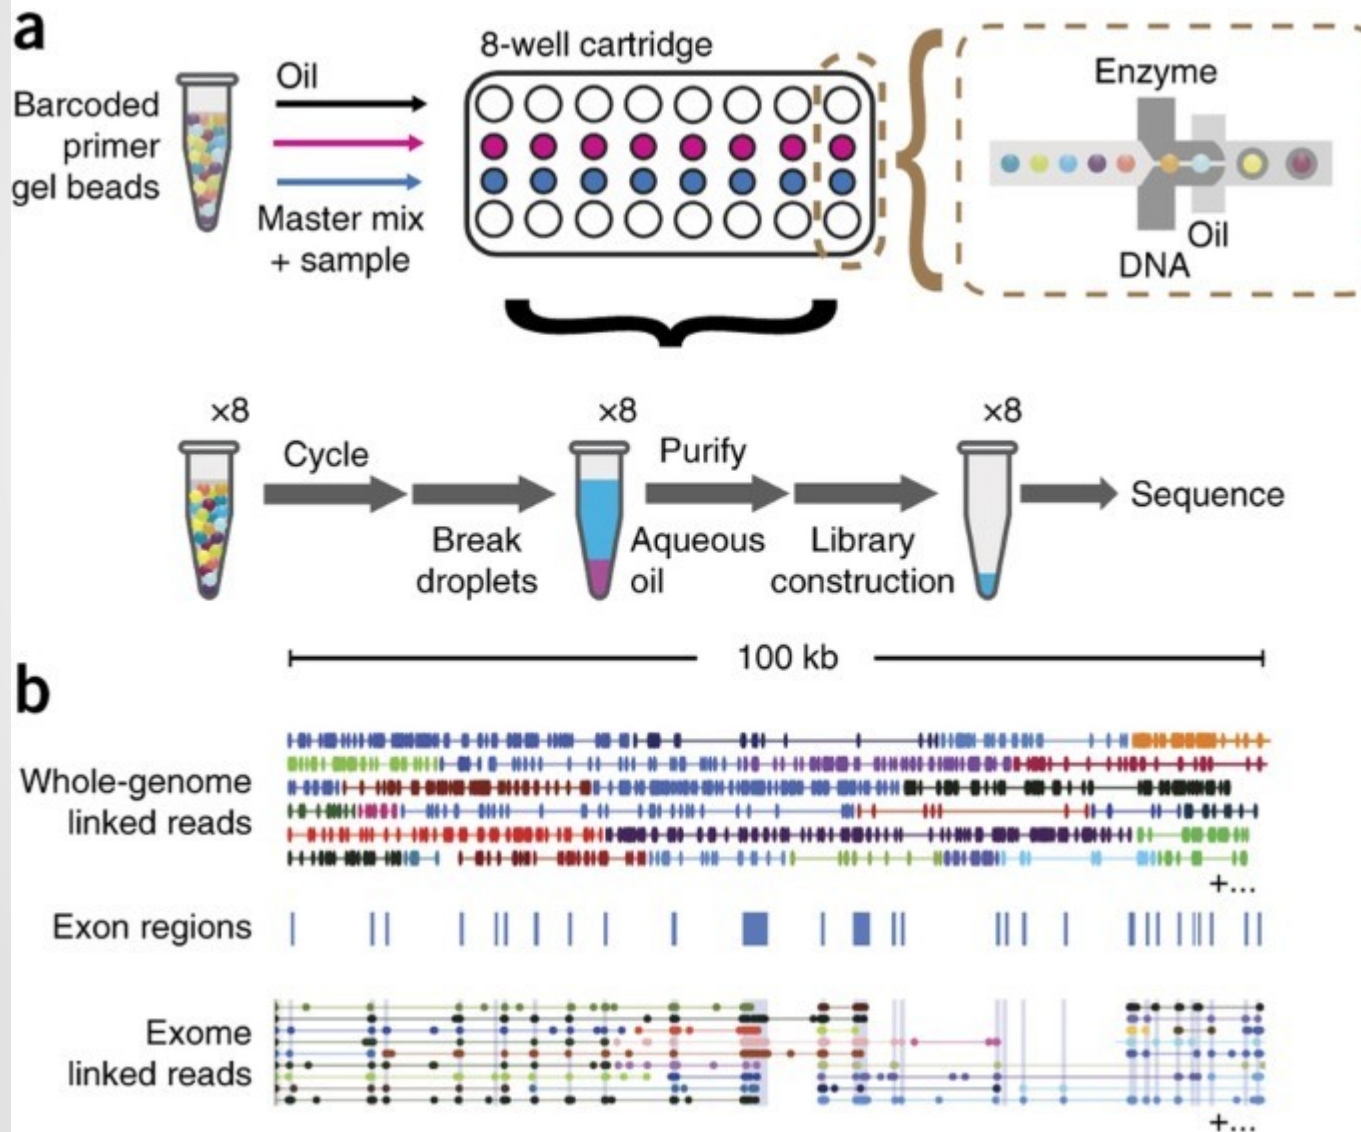 a
8-well cartridge
Barcoded
primer
gel beads
Oil
Master mix
+ sample
Enzyme
Oil
DNA
×8
×8
×8
Cycle
Break
droplets
Purify
Aqueous
oil
Library
construction
Sequence
100 kb
b
Whole-genome
linked reads
+...
Exon regions
Exome
linked reads
+...